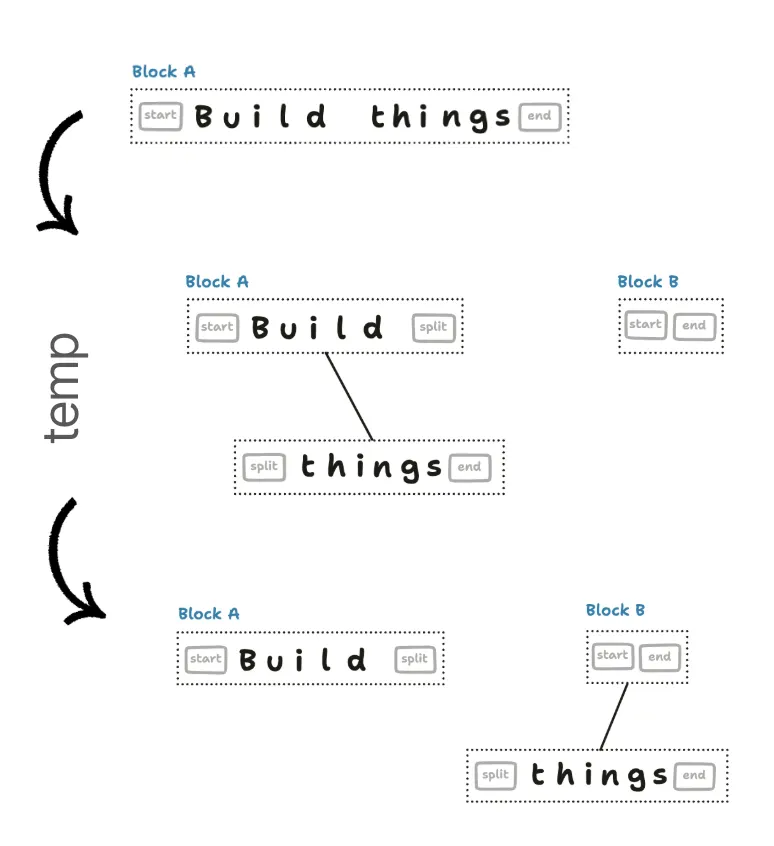 Block A
start Build things end
Block A Block B
start Build split start end
temp
split things end
Block A Block B
start Build split start end
split things end